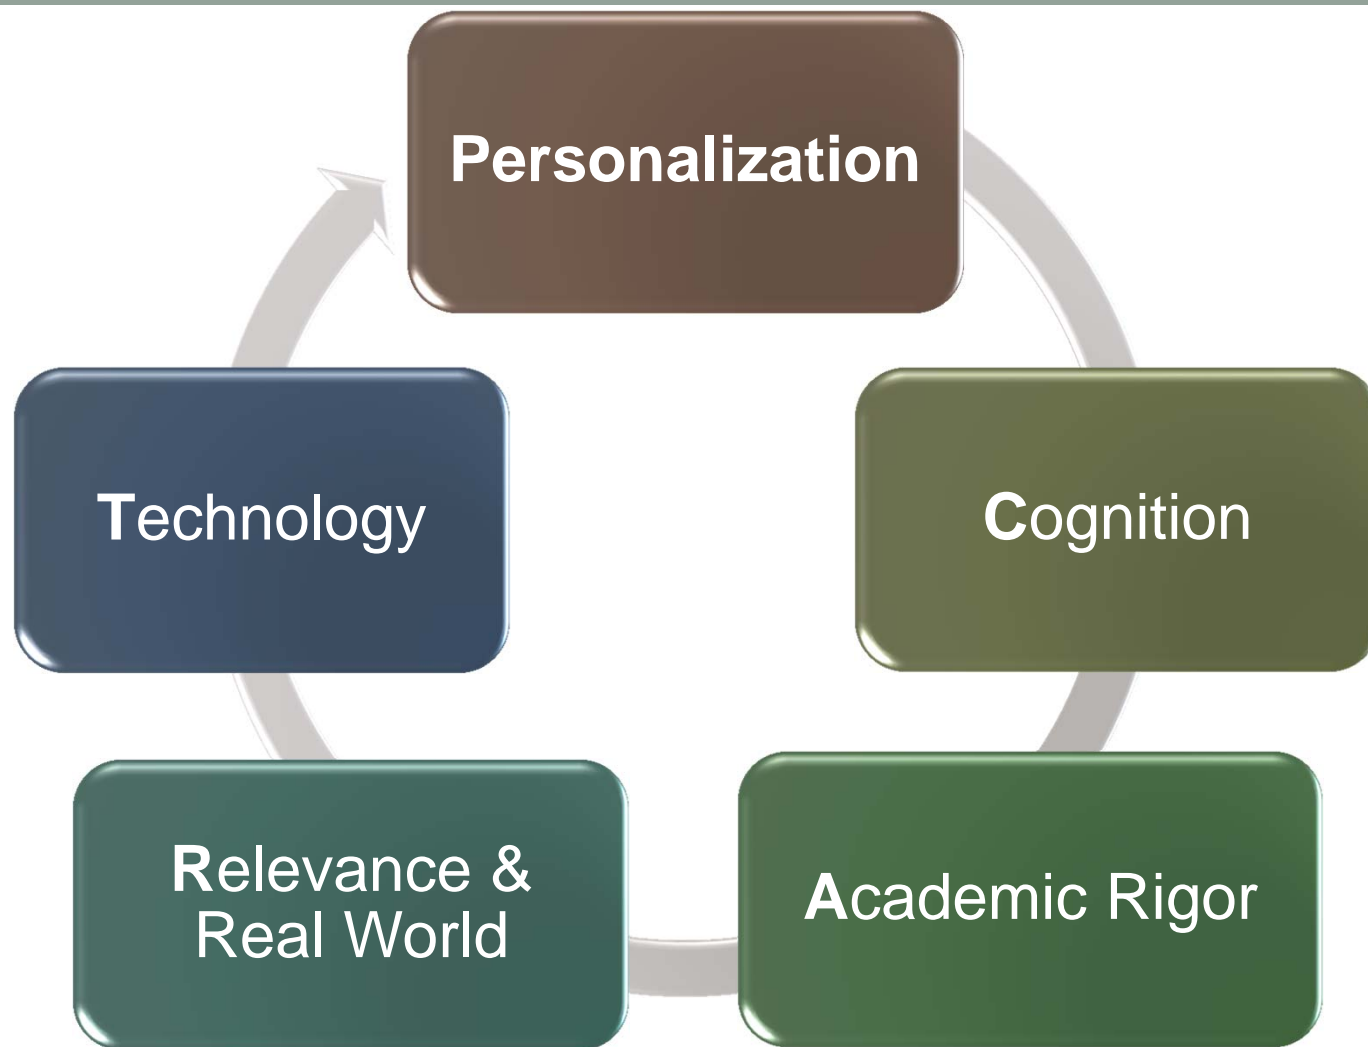 Personalization
Technology
Cognition
Relevance &
Real World
Academic Rigor